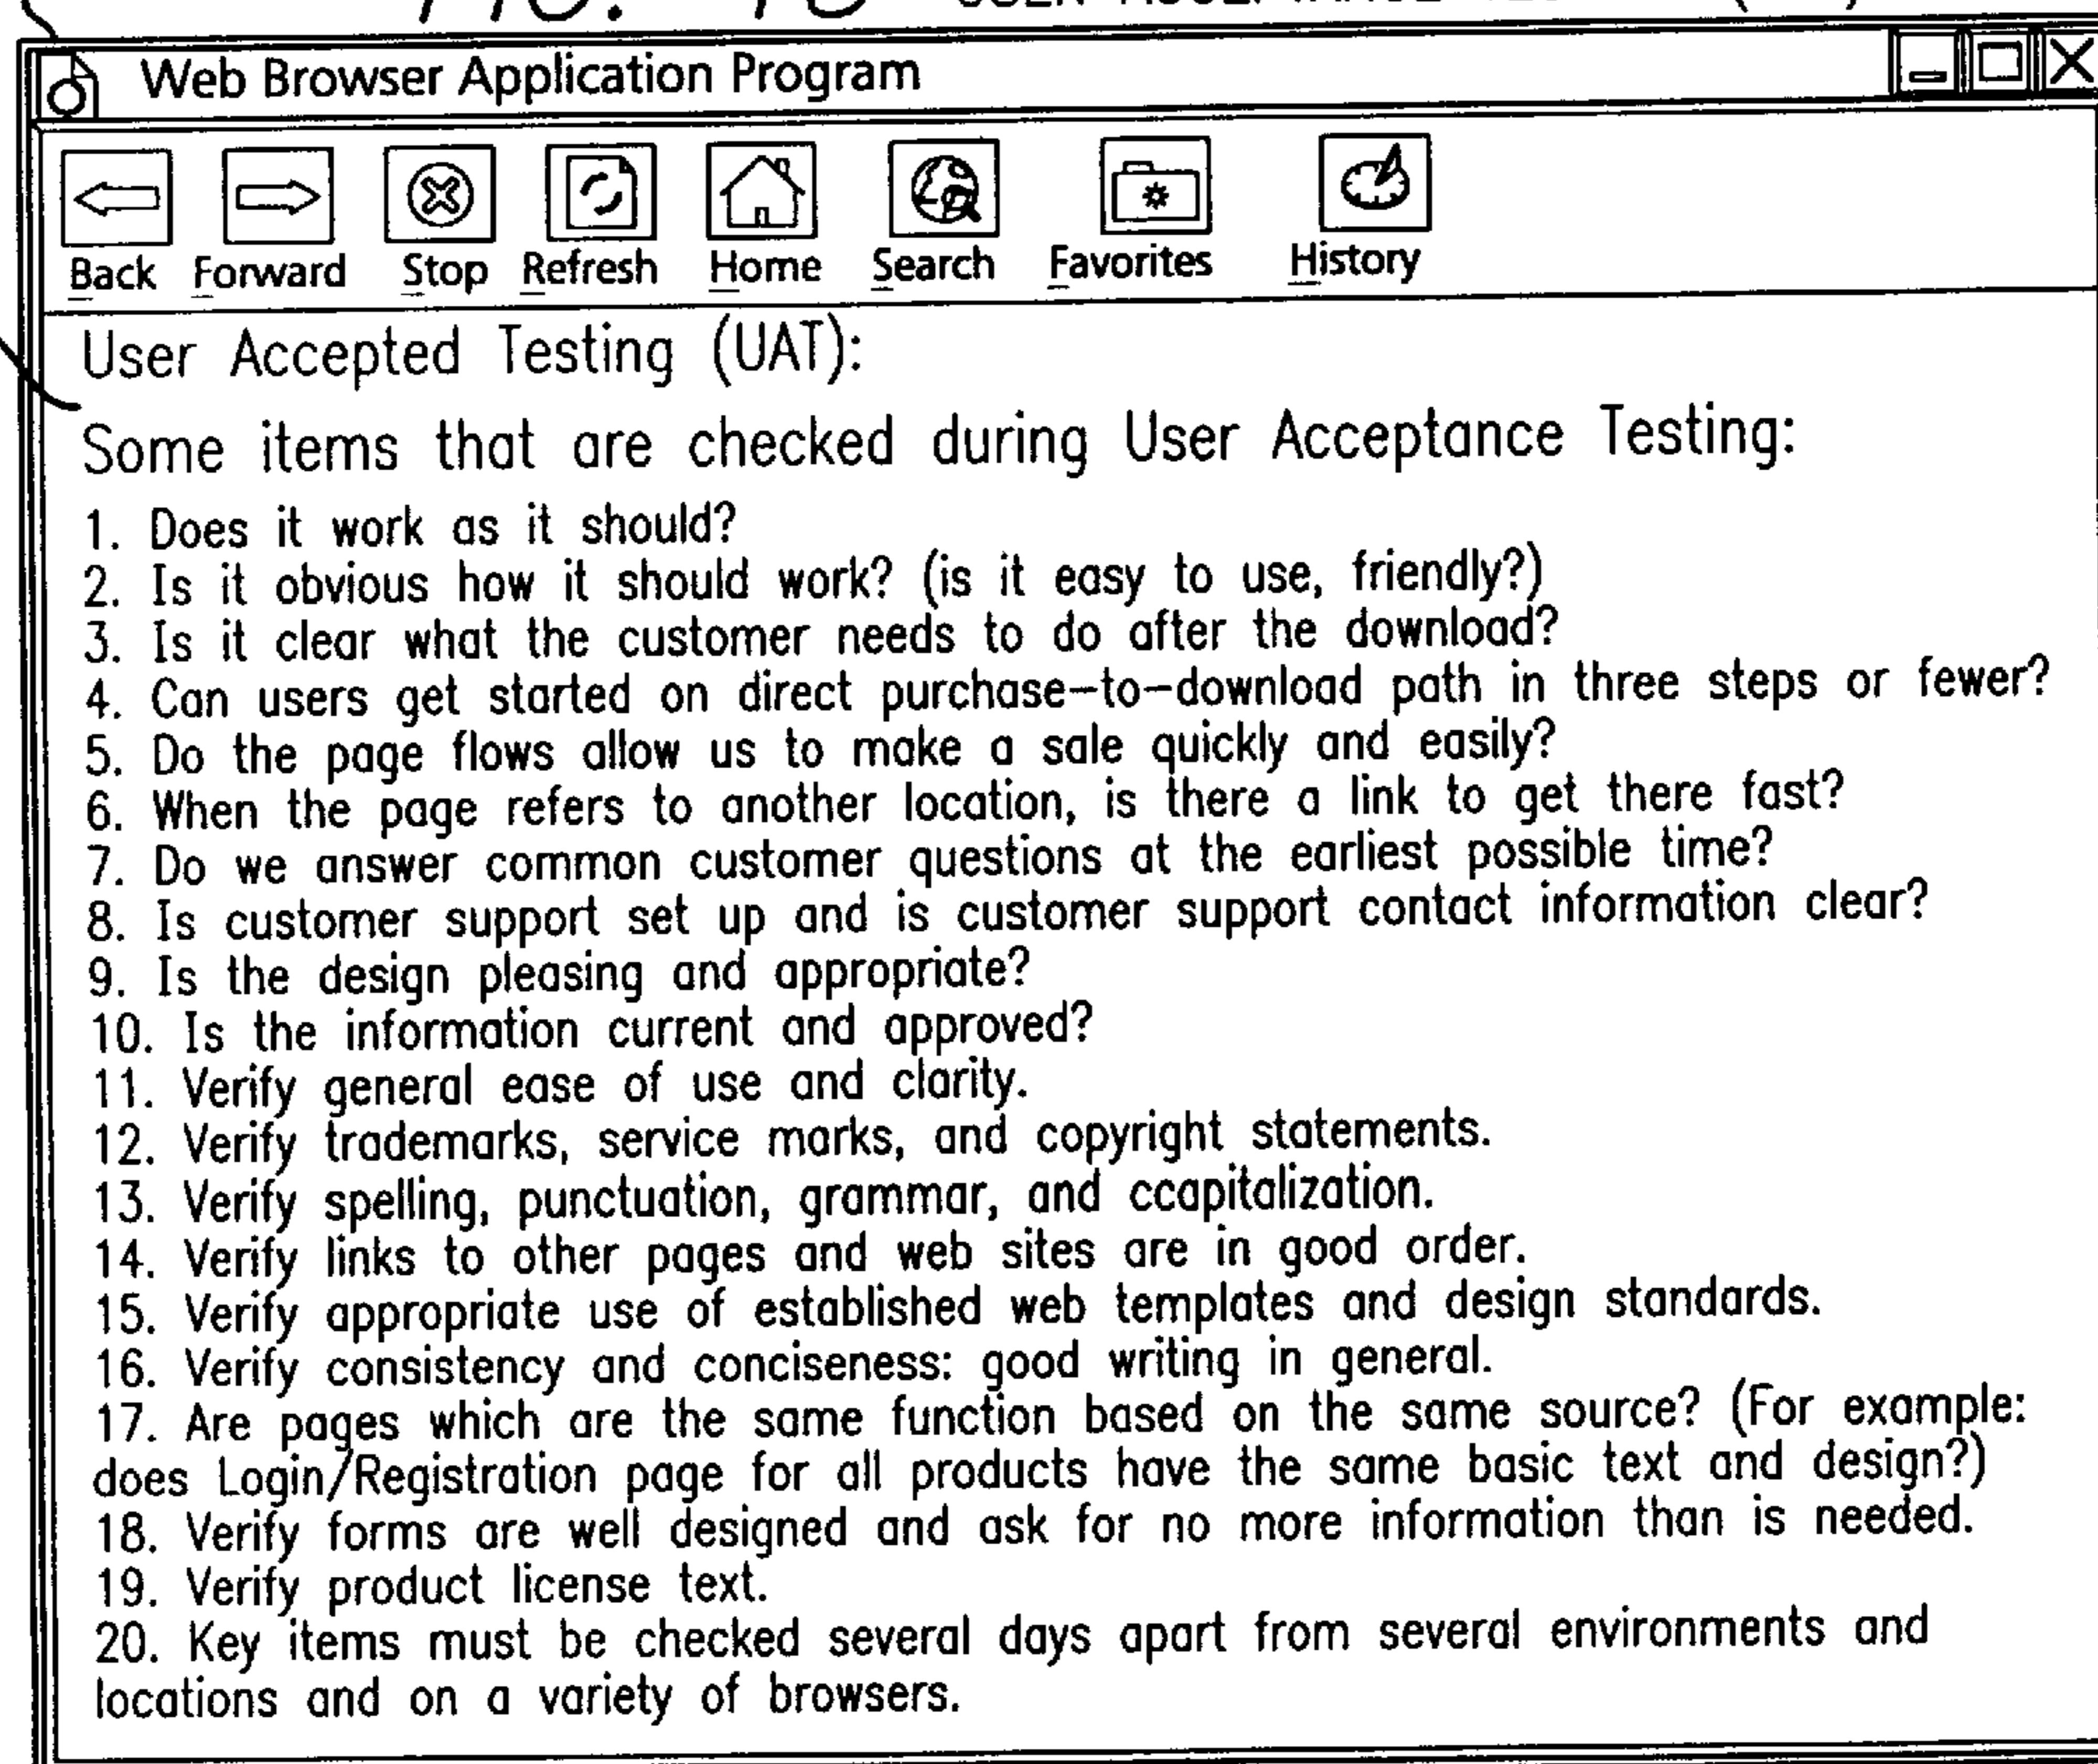 Web Browser Application Program
Back Forward Stop Refresh Home Search Favorites History
User Accepted Testing (UAT):
Some items that are checked during User Acceptance Testing:
1. Does it work as it should?
2. Is it obvious how it should work? (is it easy to use, friendly?)
3. Is it clear what the customer needs to do after the download?
4. Can users get started on direct purchase-to-download path in three steps or fewer?
5. Do the page flows allow us to make a sale quickly and easily?
6. When the page refers to another location, is there a link to get there fast?
7. Do we answer common customer questions at the earliest possible time?
8. Is customer support set up and is customer support contact information clear?
9. Is the design pleasing and appropriate?
10. Is the information current and approved?
11. Verify general ease of use and clarity.
12. Verify trademarks, service marks, and copyright statements.
13. Verify spelling, punctuation, grammar, and ccapitalization.
14. Verify links to other pages and web sites are in good order.
15. Verify appropriate use of established web templates and design standards.
16. Verify consistency and conciseness: good writing in general.
17. Are pages which are the same function based on the same source? (For example:
does Login/Registration page for all products have the same basic text and design?)
18. Verify forms are well designed and ask for no more information than is needed.
19. Verify product license text.
20. Key items must be checked several days apart from several environments and
locations and on a variety of browsers.